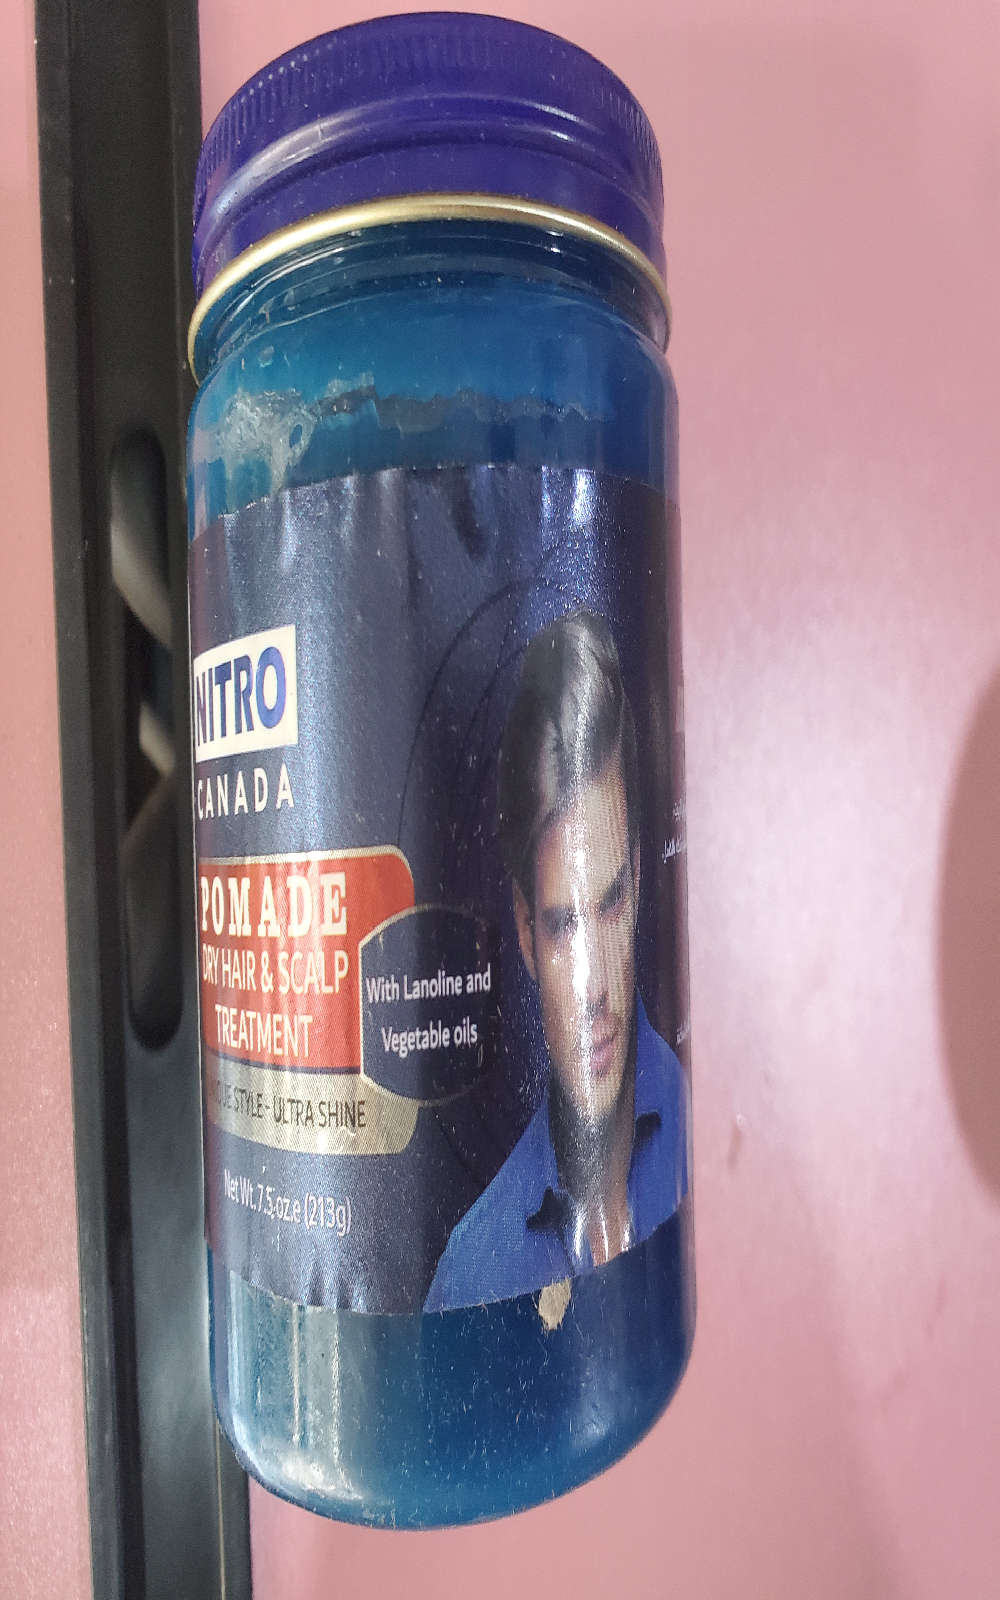 NITRO
CANADA
POMADE
DRY HAIR & SCALP
TREATMENT
With Lanoline and
Vegetable oils
STYLE - ULTRA SHINE
Net Wt. 7.5 oz.e (213g)